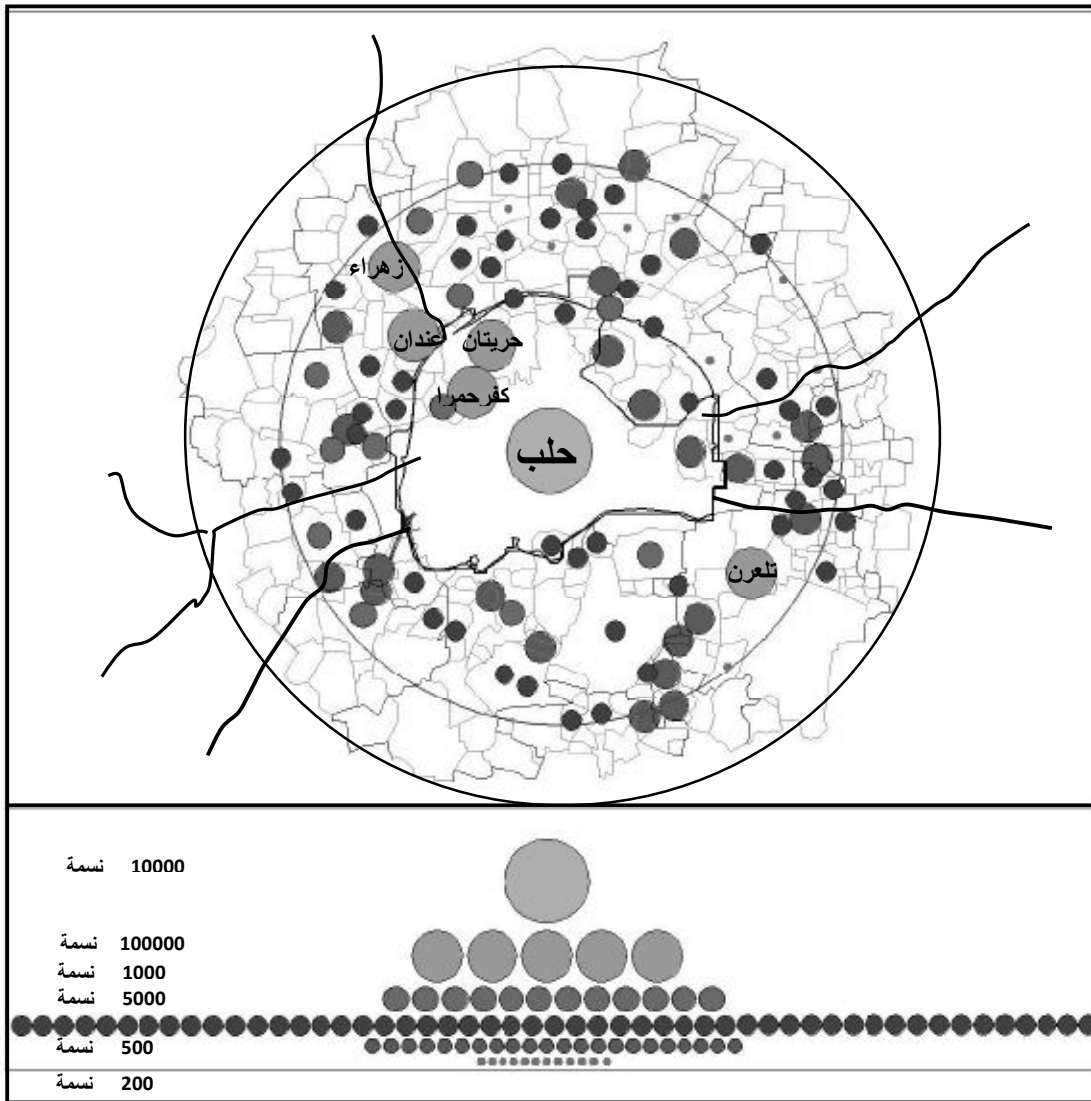 زهراء
عندان
حريتان
كفرحمرا
حلب
تلعرن
10000 نسمة
100000 نسمة
1000 نسمة
5000 نسمة
500 نسمة
200 نسمة